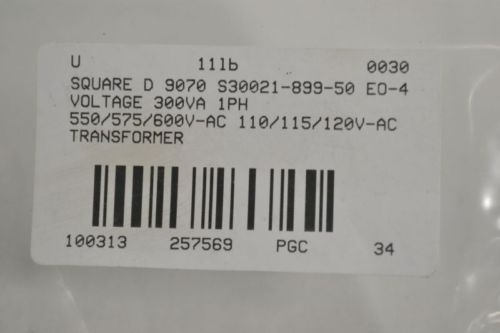 U 11lb 0030
SQUARE D 9070 S30021-899-50 EO-4
VOLTAGE 300VA 1PH
550/575/600V-AC 110/115/120V-AC
TRANSFORMER
100313 257569 PGC 34